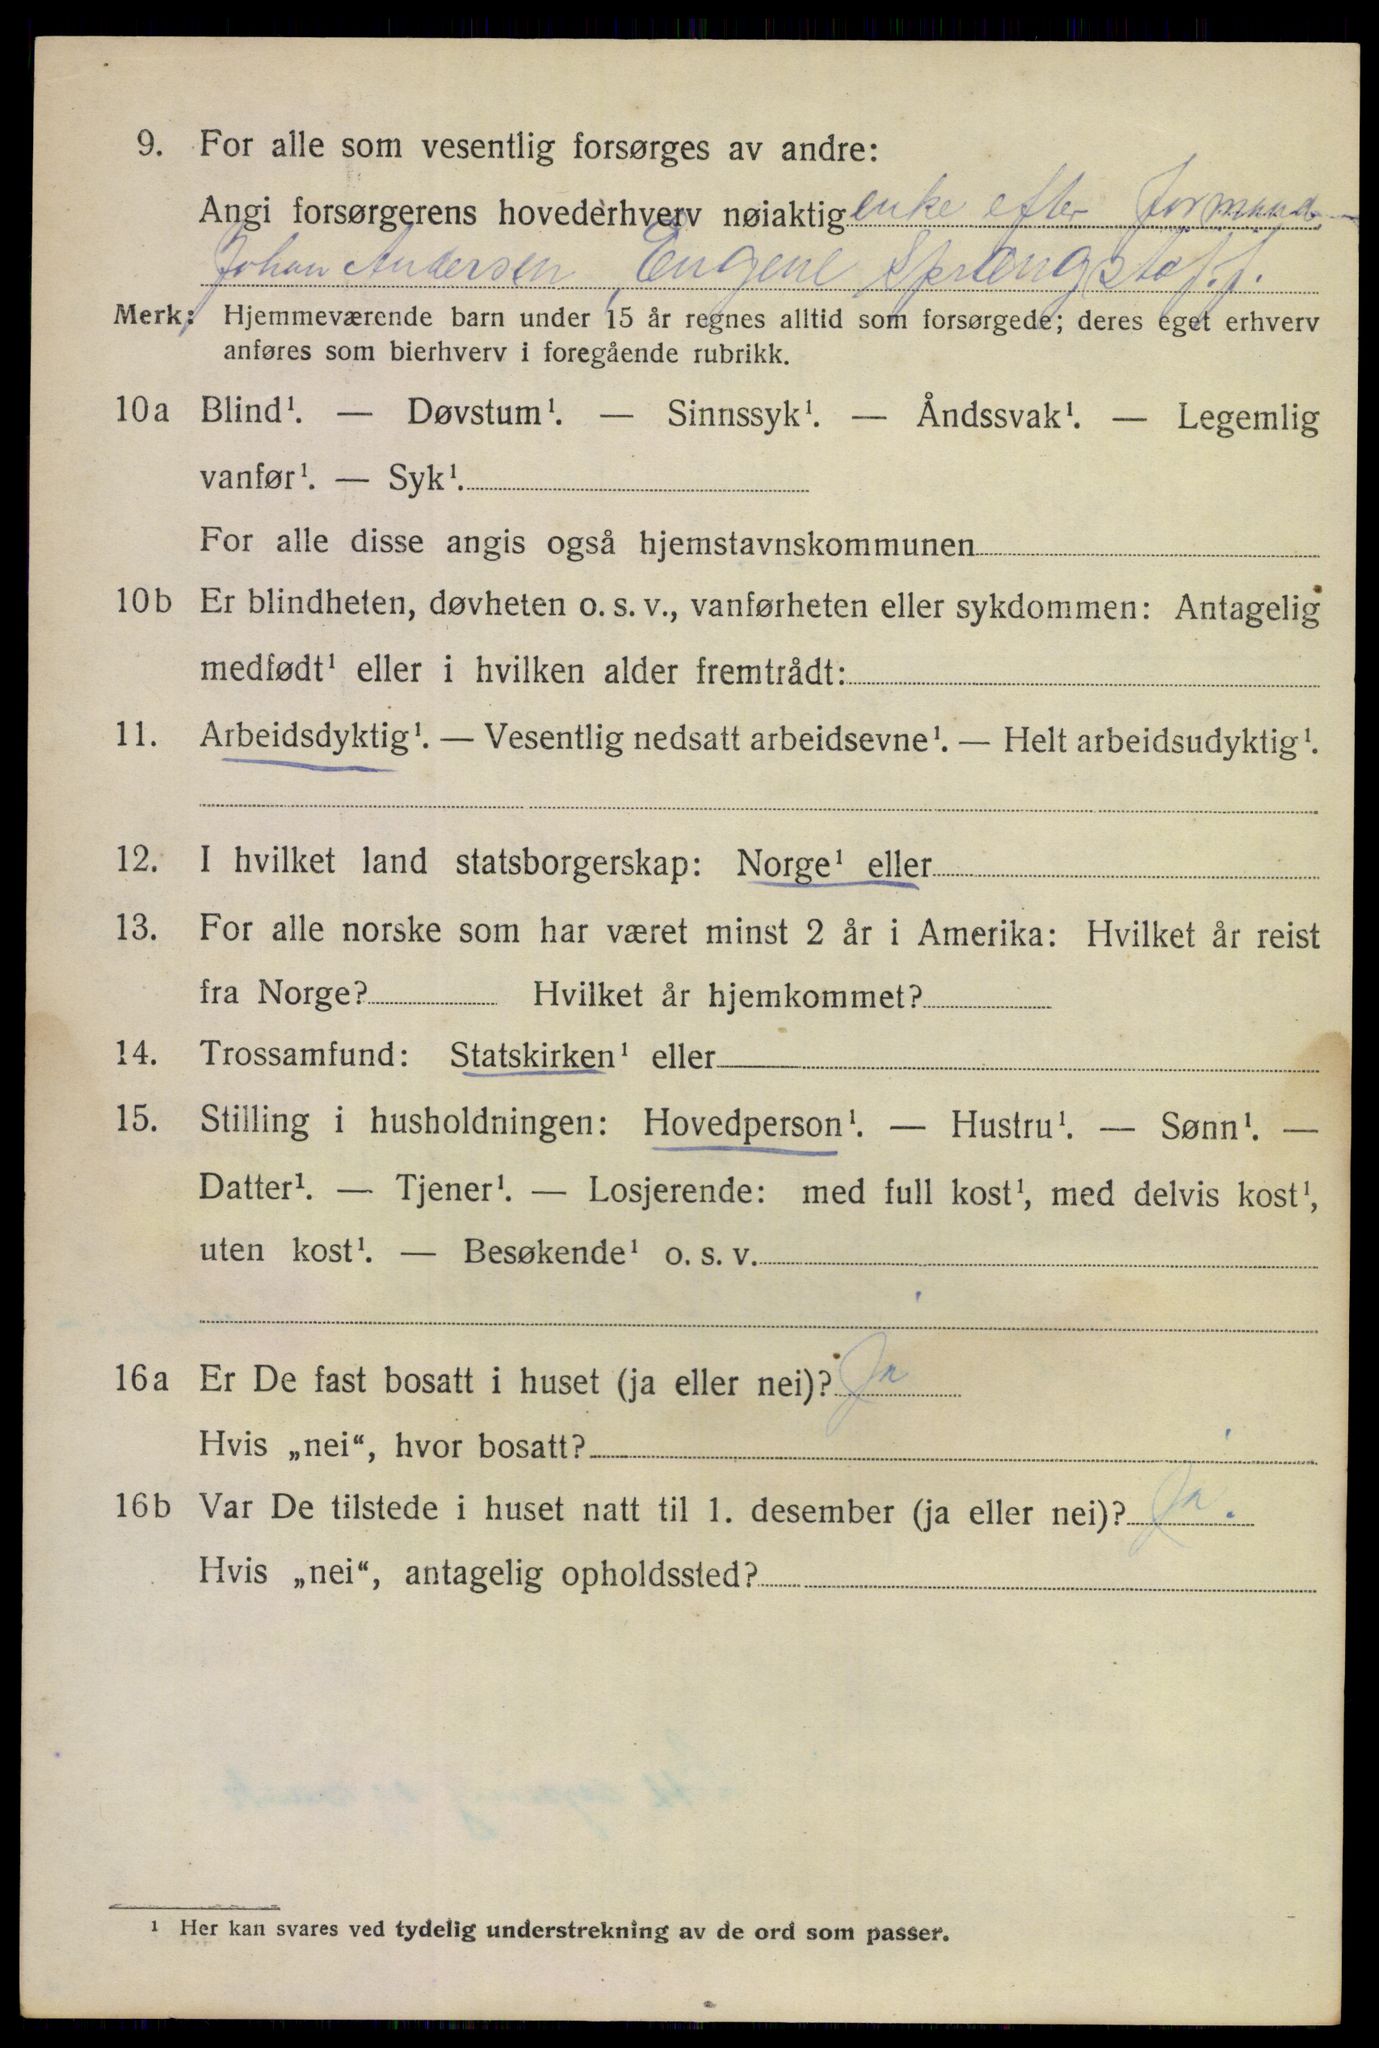 9. For alle som vesentlig forsørges av andre:
Angi forsørgerens hovederhverv nøiaktig enke efter formand
Johan Andersen, Engene Sprængstof.f.
Merk: Hjemmeværende barn under 15 år regnes alltid som forsørgede; deres eget erhverv
anføres som bierhverv i foregående rubrikk.
10a Blind¹. — Døvstum¹. — Sinnssyk¹. — Åndssvak¹. — Legemlig
vanfør¹. — Syk¹.
For alle disse angis også hjemstavnskommunen
10b Er blindheten, døvheten o. s. v., vanførheten eller sykdommen: Antagelig
medfødt¹ eller i hvilken alder fremtrådt:
11. Arbeidsdyktig¹. — Vesentlig nedsatt arbeidsevne¹. — Helt arbeidsudyktig¹.
12. I hvilket land statsborgerskap: Norge¹ eller
13. For alle norske som har været minst 2 år i Amerika: Hvilket år reist
fra Norge? Hvilket år hjemkommet?
14. Trossamfund: Statskirken¹ eller
15. Stilling i husholdningen: Hovedperson¹. — Hustru¹. — Sønn¹. —
Datter¹. — Tjener¹. — Losjerende: med full kost¹, med delvis kost¹,
uten kost¹. — Besøkende¹ o. s. v.
16a Er De fast bosatt i huset (ja eller nei)? Ja
Hvis „nei“, hvor bosatt?
16b Var De tilstede i huset natt til 1. desember (ja eller nei)? Ja.
Hvis „nei“, antagelig opholdssted?
¹ Her kan svares ved tydelig understrekning av de ord som passer.